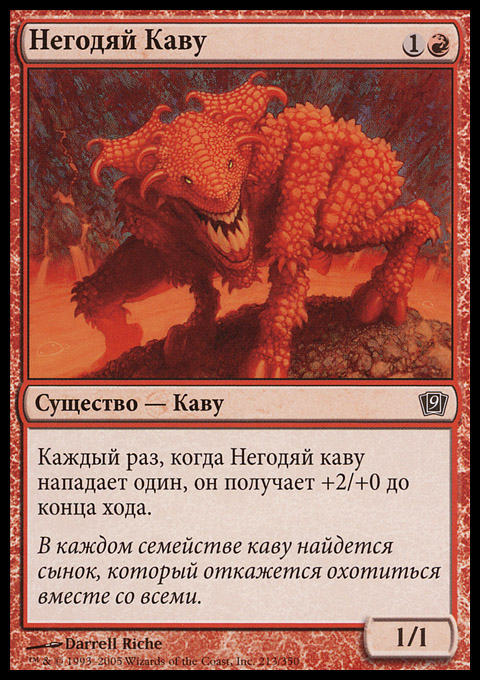 Негодяй Каву
1
Существо — Каву
9
Каждый раз, когда Негодяй каву
нападает один, он получает +2/+0 до
конца хода.
В каждом семействе каву найдется
сынок, который откажется охотиться
вместе со всеми.
1/1
Darrell Riche
™ & © 1993–2005 Wizards of the Coast, Inc. 213/350